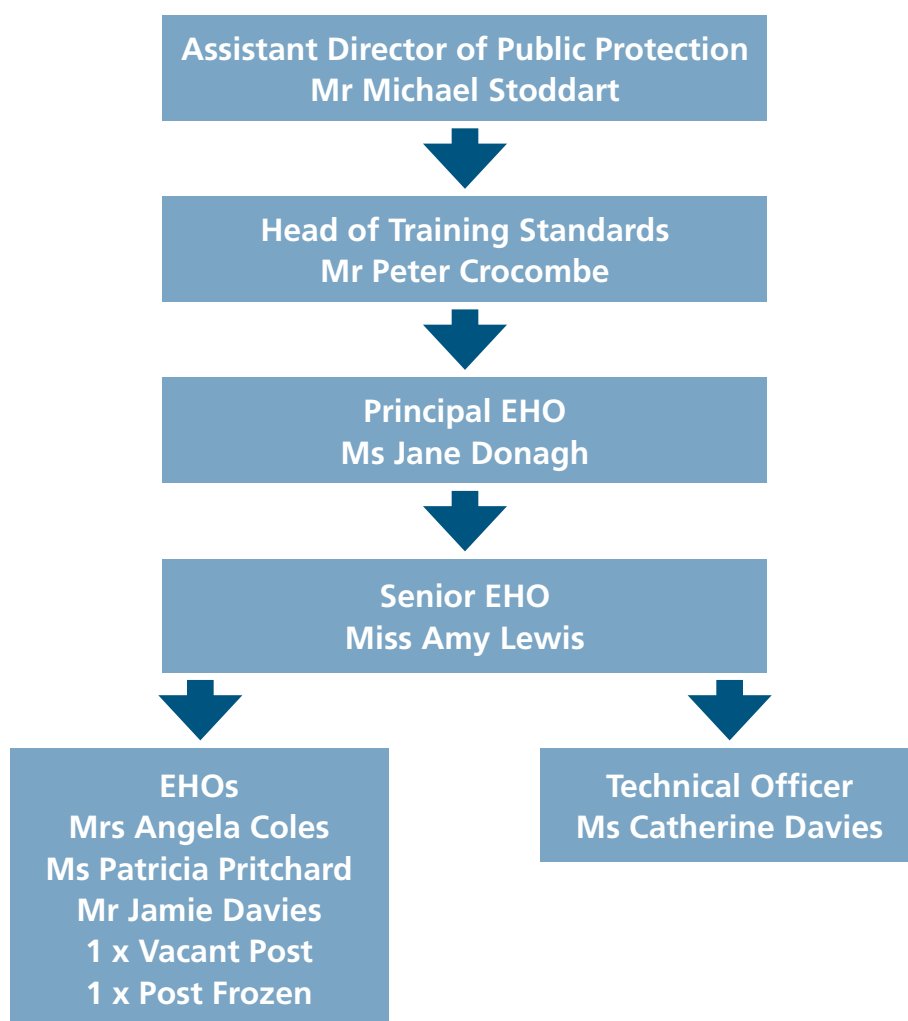 Assistant Director of Public Protection
Mr Michael Stoddart
Head of Training Standards
Mr Peter Crocombe
Principal EHO
Ms Jane Donagh
Senior EHO
Miss Amy Lewis
EHOs
Mrs Angela Coles
Ms Patricia Pritchard
Mr Jamie Davies
1 x Vacant Post
1 x Post Frozen
Technical Officer
Ms Catherine Davies